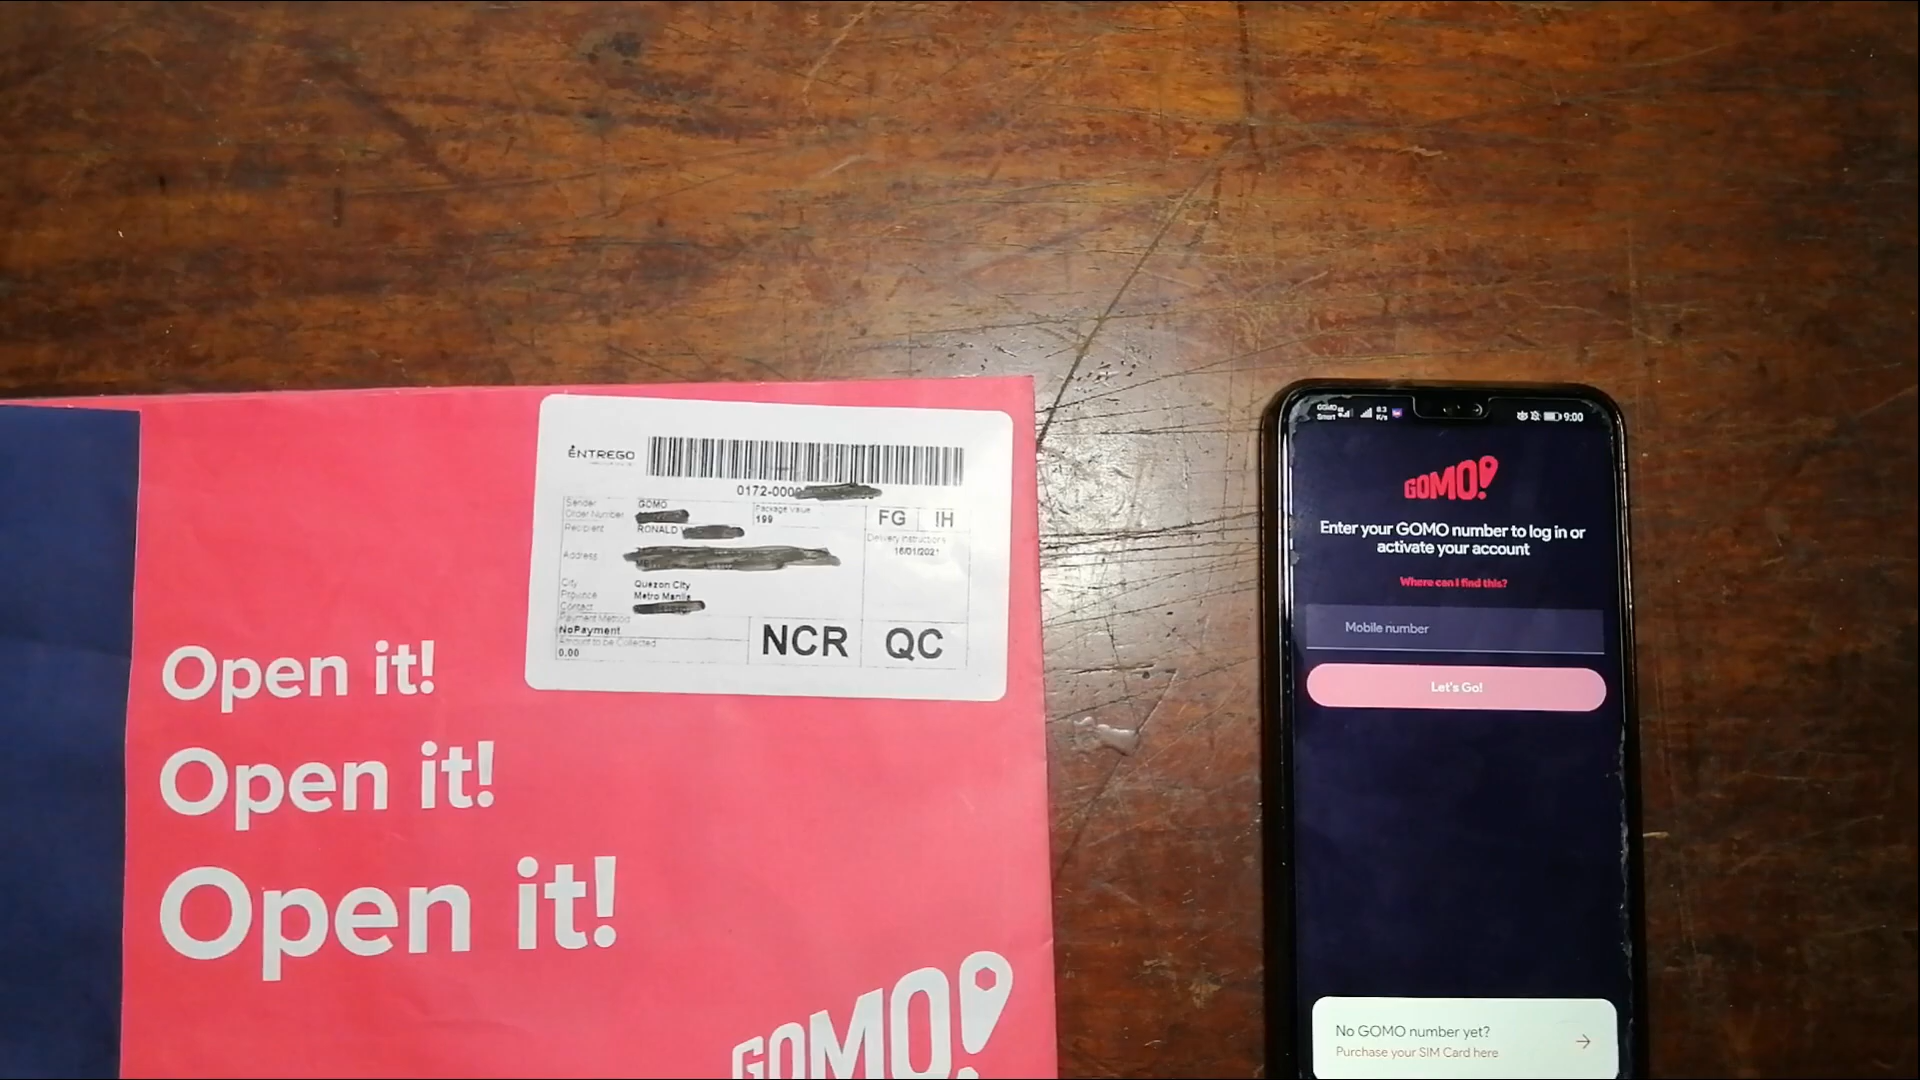 ENTREGO
0172-000
Sender GOMO
Order Number
Package Value
199
FG IH
Recipient RONALD
Delivery Instructions
16/01/2021
Address
City Quezon City
Province Metro Manila
Contact
Payment Method
NoPayment
Amount to be Collected
0.00
NCR QC
Open it!
Open it!
Open it!
GOMO!
GOMO
Smart
8.3
K/s
9:00
GOMO!
Enter your GOMO number to log in or
activate your account
Where can I find this?
Mobile number
Let's Go!
No GOMO number yet?
Purchase your SIM Card here